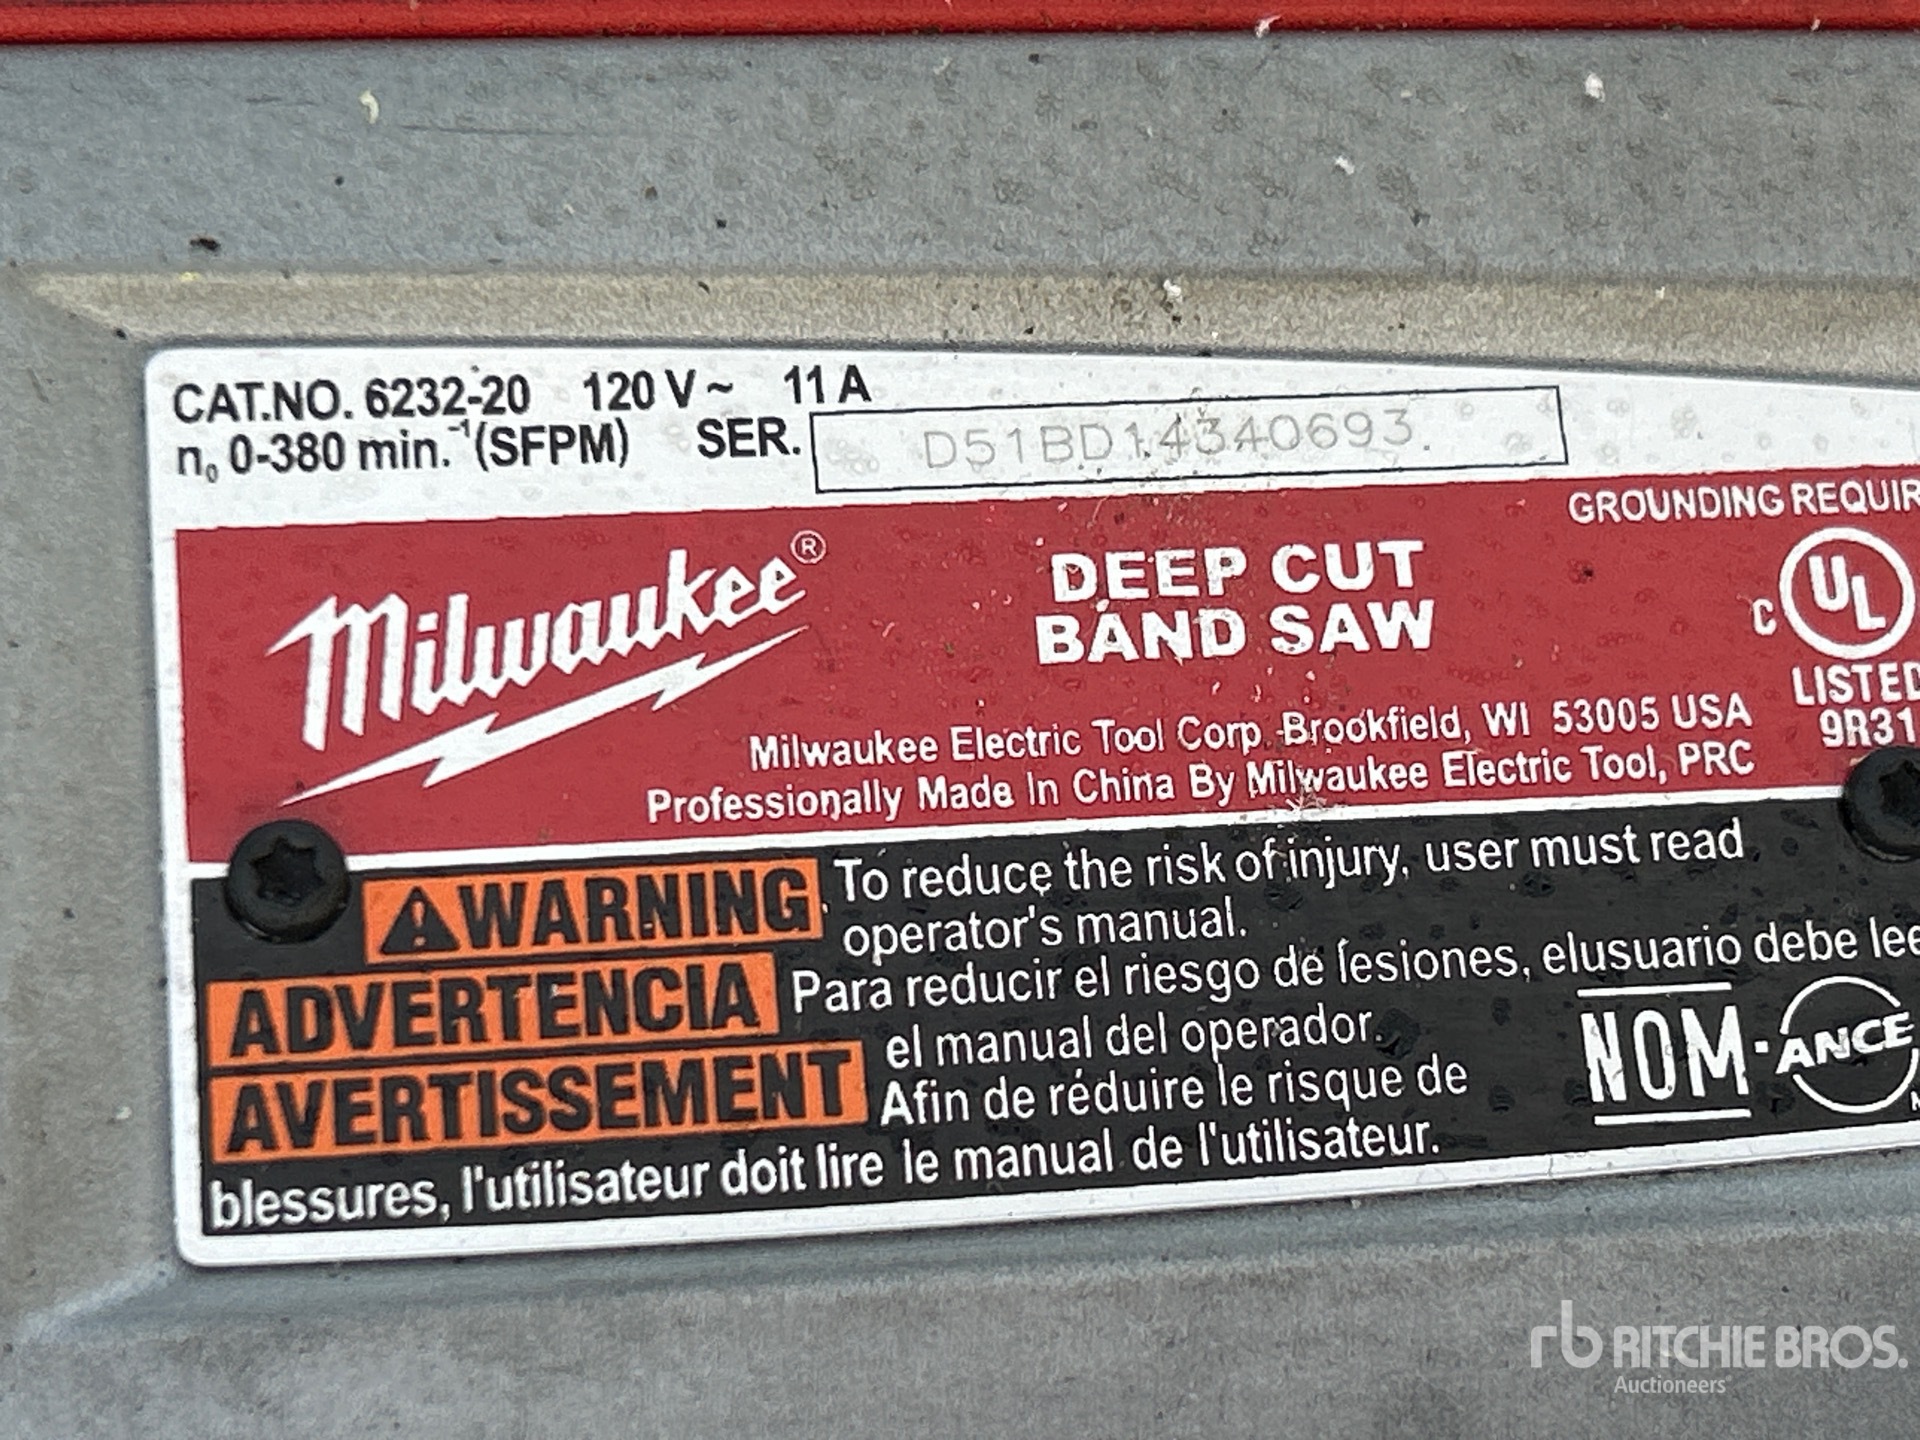 CAT.NO. 6232-20 120 V ~ 11 A
n₀ 0-380 min.⁻¹ (SFPM) SER. D51BD14340693.
GROUNDING REQUIR
Milwaukee®
DEEP CUT
BAND SAW
C UL
LISTED
9R31
Milwaukee Electric Tool Corp Brookfield, WI 53005 USA
Professionally Made In China By Milwaukee Electric Tool, PRC
WARNING To reduce the risk of injury, user must read
operator's manual.
ADVERTENCIA Para reducir el riesgo de lesiones, elusuario debe lee
el manual del operador.
AVERTISSEMENT Afin de réduire le risque de
blessures, l'utilisateur doit lire le manual de l'utilisateur.
NOM · ANCE
rb RITCHIE BROS.
Auctioneers